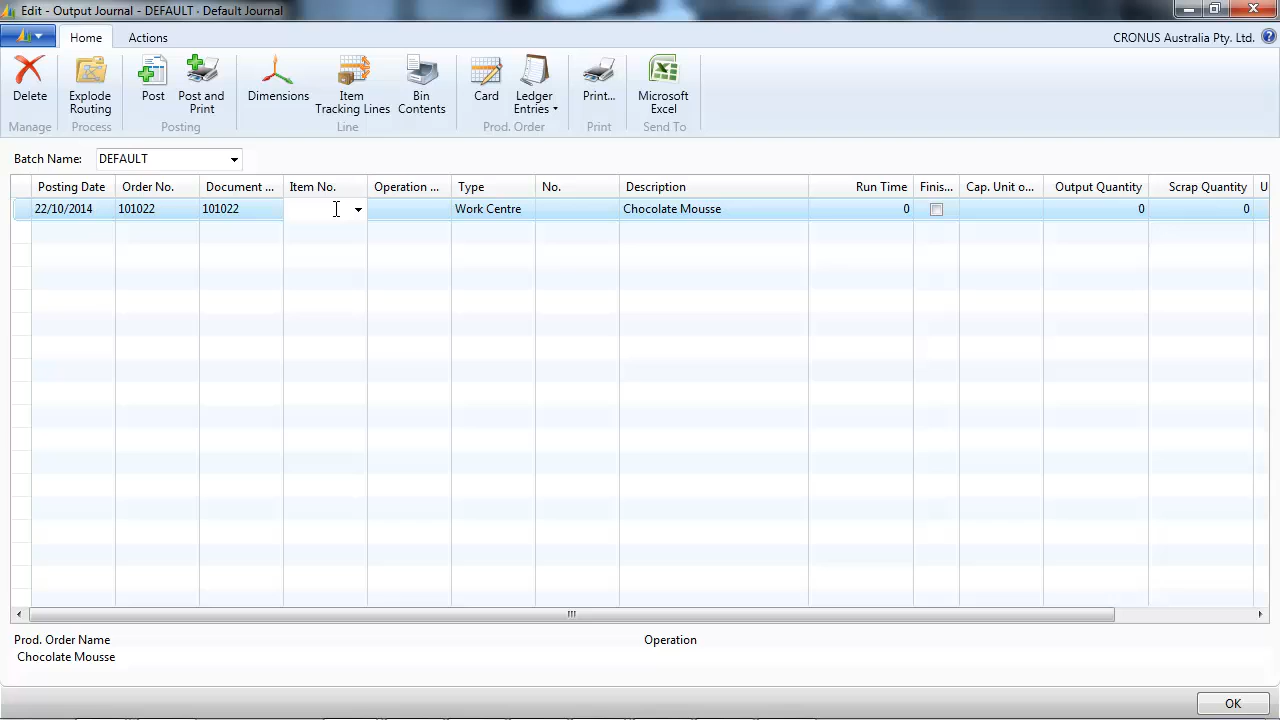 Edit - Output Journal - DEFAULT - Default Journal
Home Actions CRONUS Australia Pty. Ltd.
Delete Explode Routing Post Post and Print Dimensions Item Tracking Lines Bin Contents Card Ledger Entries Print... Microsoft Excel
Manage Process Posting Line Prod. Order Print Send To
Batch Name: DEFAULT
Posting Date Order No. Document ... Item No. Operation ... Type No. Description Run Time Finis... Cap. Unit o... Output Quantity Scrap Quantity U
22/10/2014 101022 101022 Work Centre Chocolate Mousse 0 0 0
Prod. Order Name Operation
Chocolate Mousse
OK